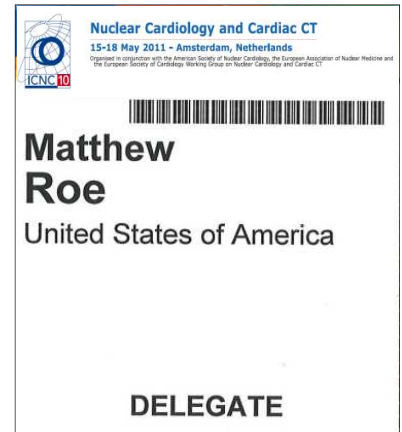 Nuclear Cardiology and Cardiac CT
15-18 May 2011 - Amsterdam, Netherlands
Organised in conjunction with the American Society of Nuclear Cardiology, the European Association of Nuclear Medicine and
the European Society of Cardiology Working Group on Nuclear Cardiology and Cardiac CT
ICNC 10
Matthew
Roe
United States of America
DELEGATE